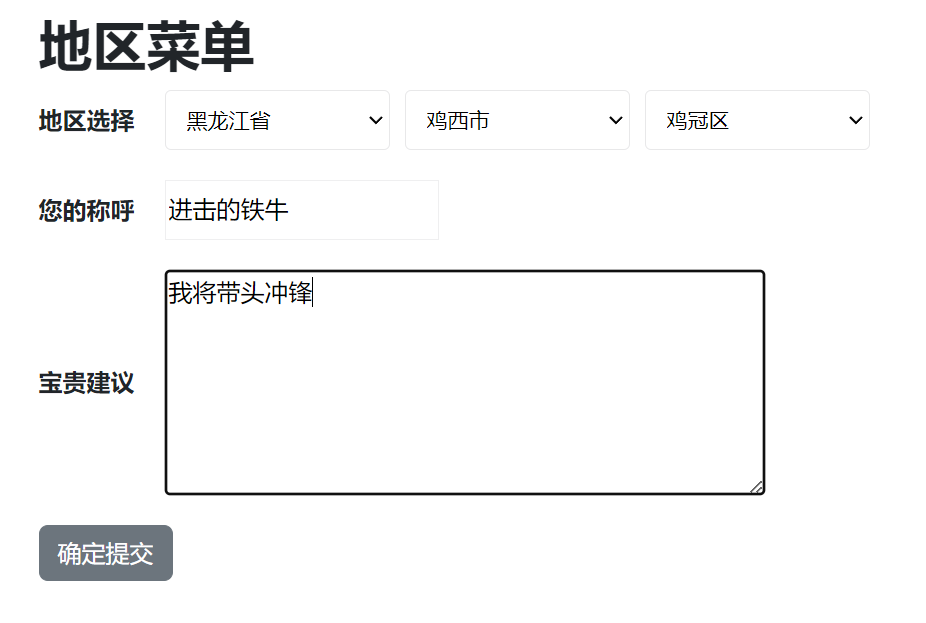 地区菜单
地区选择 黑龙江省 鸡西市 鸡冠区
您的称呼 进击的铁牛
我将带头冲锋
宝贵建议
确定提交